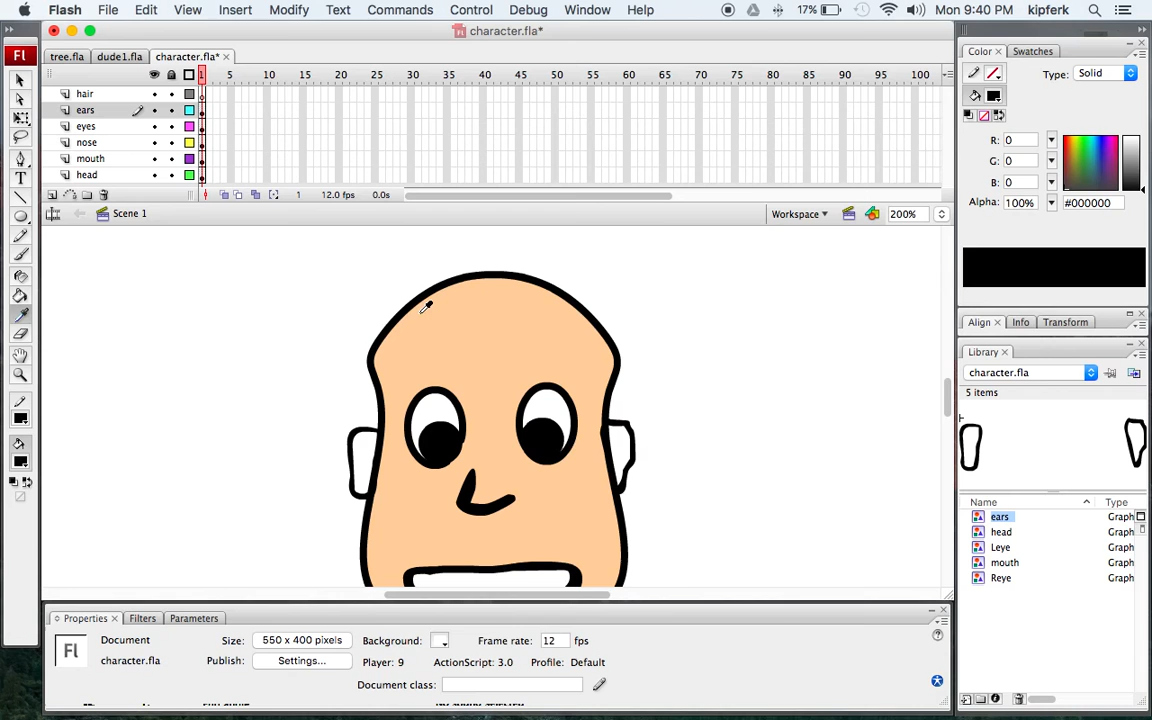 Flash File Edit View Insert Modify Text Commands Control Debug Window Help 17% Mon 9:40 PM kipferk
character.fla*
tree.fla dude1.fla character.fla*
1 5 10 15 20 25 30 35 40 45 50 55 60 65 70 75 80 85 90 95 100
hair
ears
eyes
nose
mouth
head
1 12.0 fps 0.0s
Scene 1 Workspace 200%
Fl
T
Color Swatches
Type: Solid
R: 0
G: 0
B: 0
Alpha: 100% #000000
Align Info Transform
Library
character.fla
5 items
Name Type
ears Graph
head Graph
Leye Graph
mouth Graph
Reye Graph
Properties Filters Parameters
Fl Document Size: 550 x 400 pixels Background: Frame rate: 12 fps
character.fla Publish: Settings... Player: 9 ActionScript: 3.0 Profile: Default
Document class: